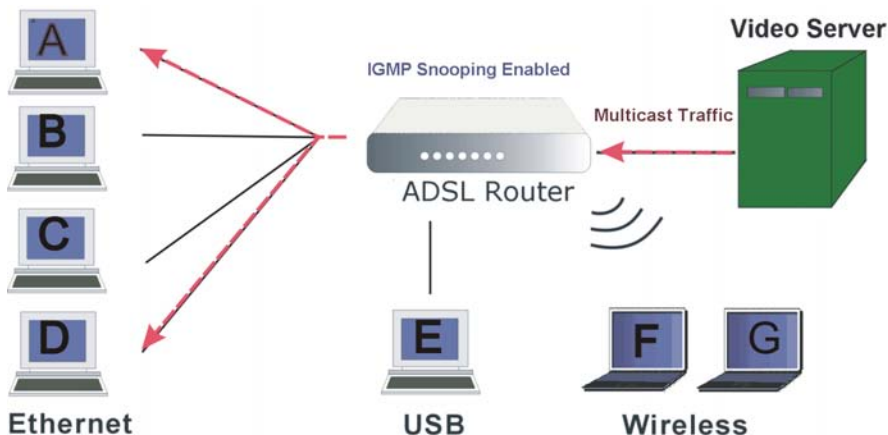 A
Video Server
IGMP Snooping Enabled
B
Multicast Traffic
ADSL Router
C
D
E
F
G
Ethernet
USB
Wireless